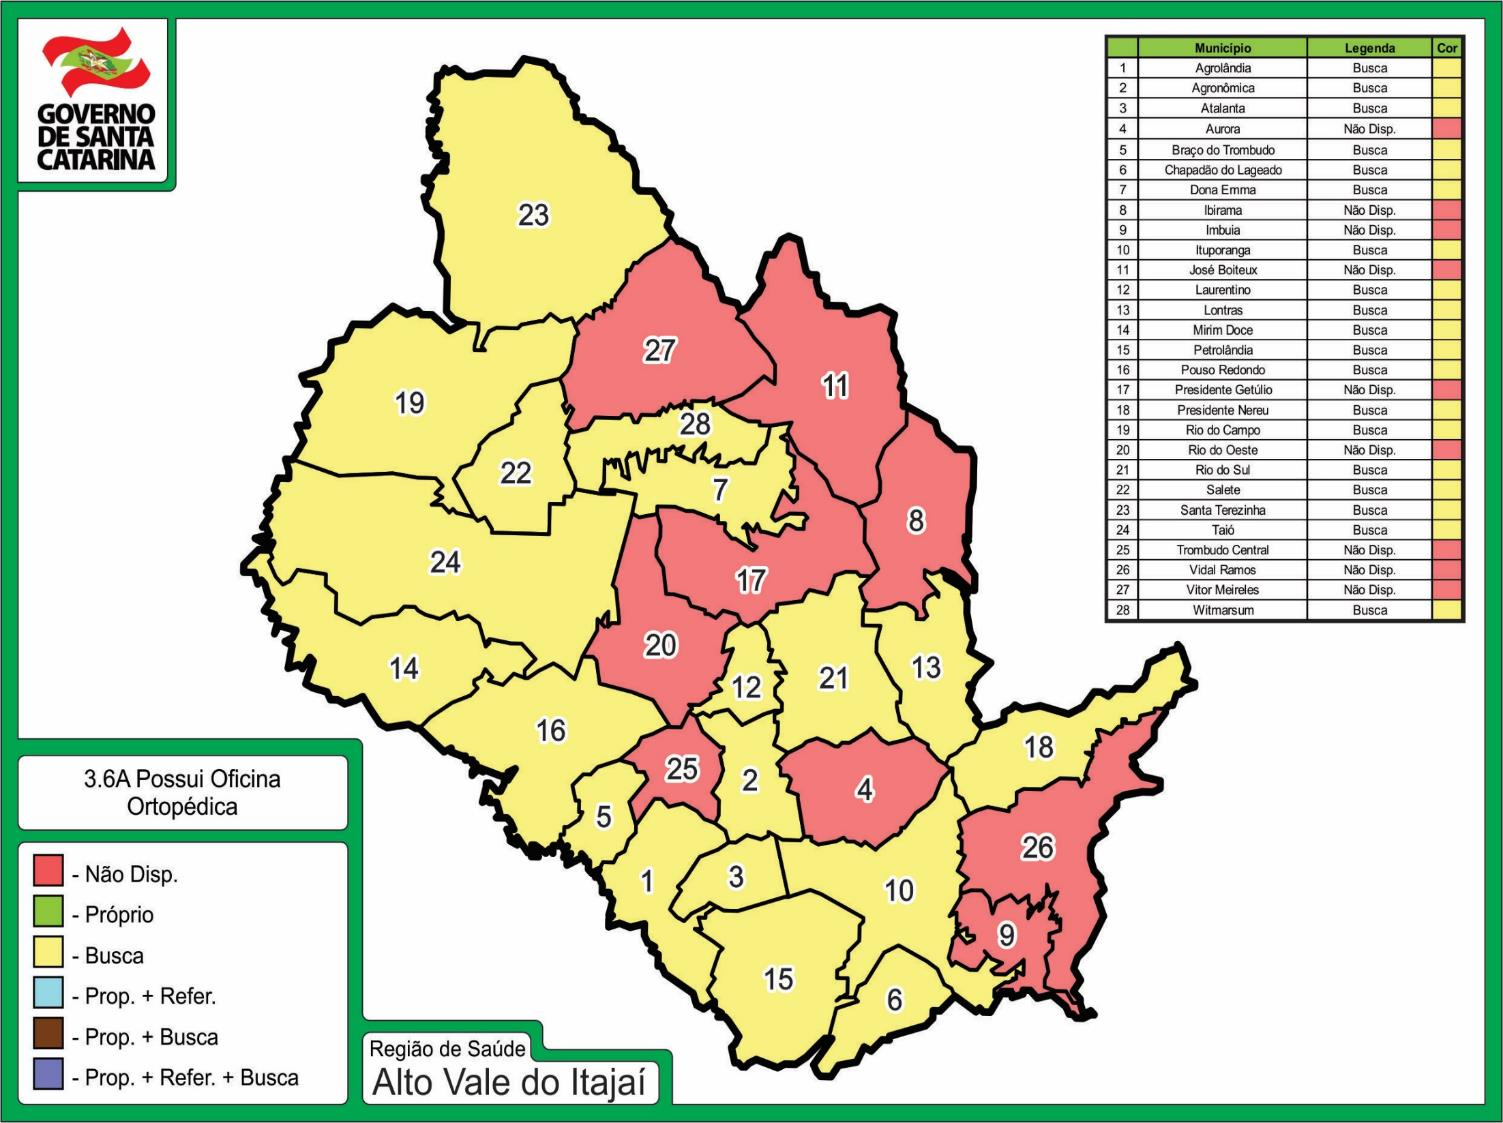 GOVERNO
DE SANTA
CATARINA
Município Legenda Cor
1 Agrolândia Busca
2 Agronômica Busca
3 Atalanta Busca
4 Aurora Não Disp.
5 Braço do Trombudo Busca
6 Chapadão do Lageado Busca
7 Dona Emma Busca
8 Ibirama Não Disp.
9 Imbuia Não Disp.
10 Ituporanga Busca
11 José Boiteux Não Disp.
12 Laurentino Busca
13 Lontras Busca
14 Mirim Doce Busca
15 Petrolândia Busca
16 Pouso Redondo Busca
17 Presidente Getúlio Não Disp.
18 Presidente Nereu Busca
19 Rio do Campo Busca
20 Rio do Oeste Não Disp.
21 Rio do Sul Busca
22 Salete Busca
23 Santa Terezinha Busca
24 Taió Busca
25 Trombudo Central Não Disp.
26 Vidal Ramos Não Disp.
27 Vitor Meireles Não Disp.
28 Witmarsum Busca
23
27
11
19
28
22
7
8
24
17
20
14
12
21
13
16
18
25
2
4
5
26
1
3
10
9
15
6
3.6A Possui Oficina
Ortopédica
- Não Disp.
- Próprio
- Busca
- Prop. + Refer.
- Prop. + Busca
- Prop. + Refer. + Busca
Região de Saúde
Alto Vale do Itajaí